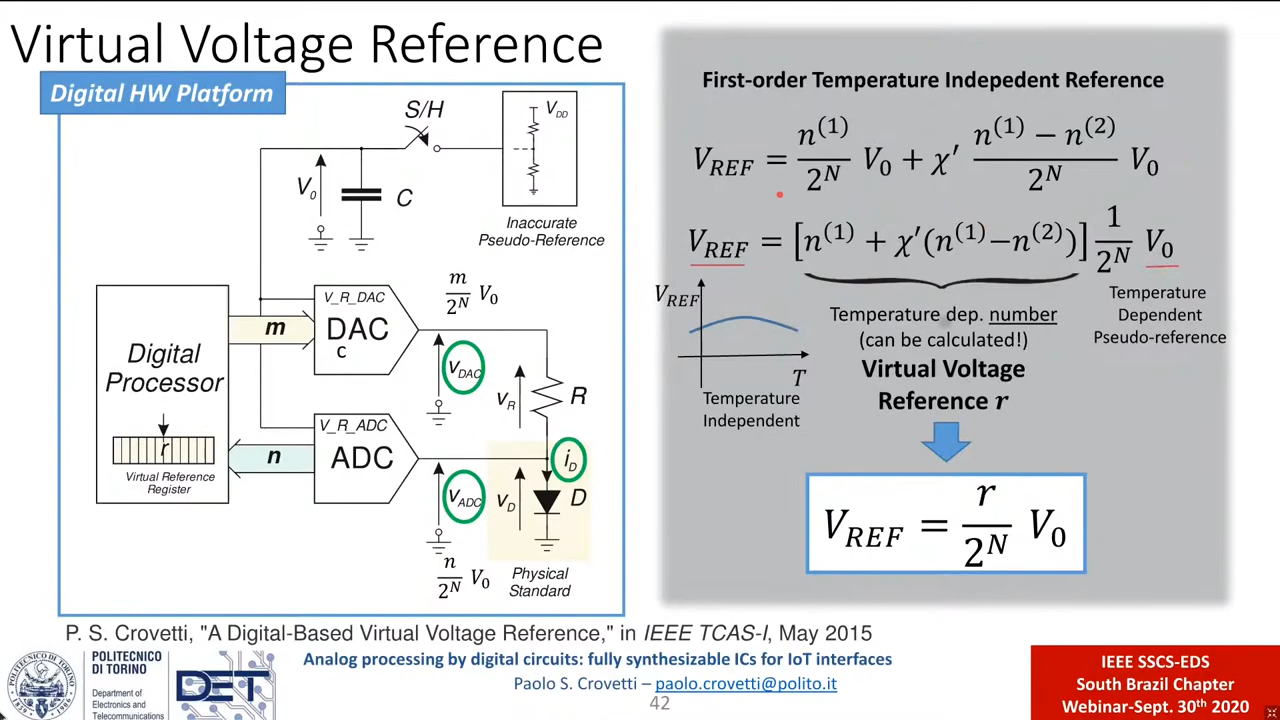 Virtual Voltage Reference
Digital HW Platform
S/H
V_DD
V_0
C
Inaccurate
Pseudo-Reference
m/2^N V_0
V_R_DAC
m
DAC
C
Digital
Processor
r
Virtual Reference
Register
v_DAC
v_R
R
V_R_ADC
n
ADC
i_D
v_ADC
v_D
D
n/2^N V_0
Physical
Standard
First-order Temperature Indepedent Reference
V_REF = n^(1)/2^N V_0 + χ′ (n^(1) − n^(2))/2^N V_0
V_REF = [n^(1) + χ′(n^(1)−n^(2))] 1/2^N V_0
V_REF
T
Temperature
Independent
Temperature dep. number
(can be calculated!)
Virtual Voltage
Reference r
Temperature
Dependent
Pseudo-reference
V_REF = r/2^N V_0
P. S. Crovetti, "A Digital-Based Virtual Voltage Reference," in IEEE TCAS-I, May 2015
POLITECNICO
DI TORINO
Department of
Electronics and
Telecommunications
DET
Analog processing by digital circuits: fully synthesizable ICs for IoT interfaces
Paolo S. Crovetti – paolo.crovetti@polito.it
42
IEEE SSCS-EDS
South Brazil Chapter
Webinar-Sept. 30th 2020